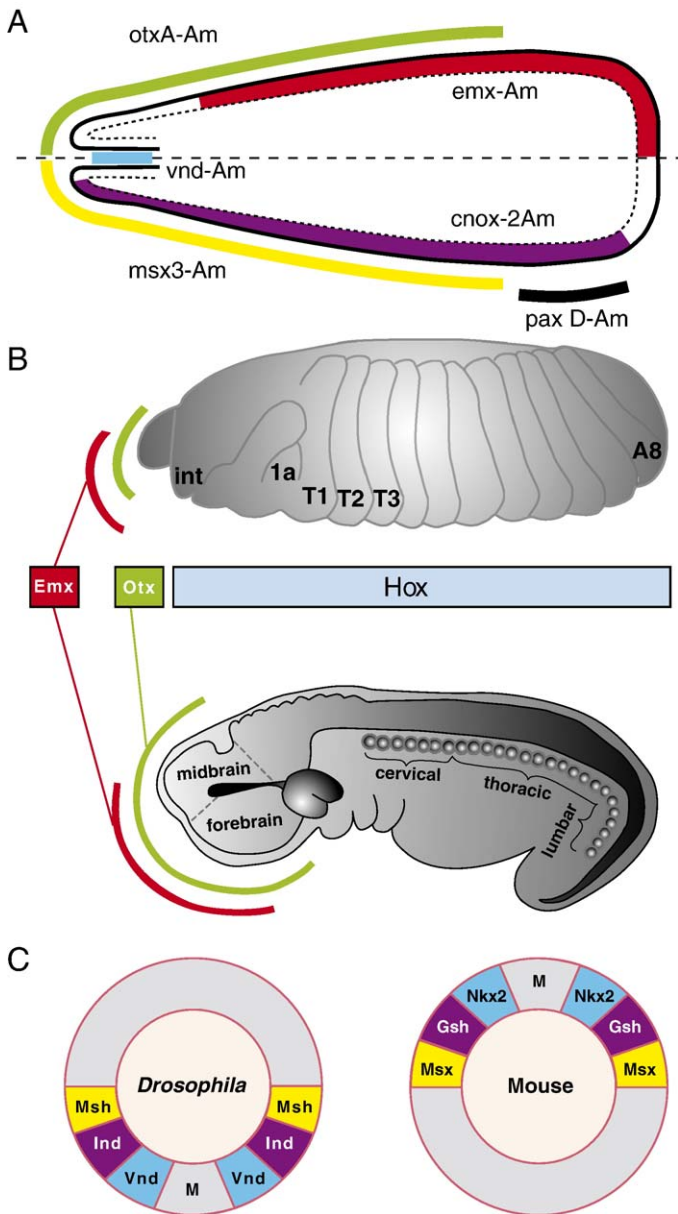 A
otxA-Am
emx-Am
vnd-Am
cnox-2Am
msx3-Am
pax D-Am
B
int
1a
T1 T2 T3
A8
Emx
Otx
Hox
midbrain
forebrain
cervical
thoracic
lumbar
C
Drosophila
Msh
Msh
Ind
Ind
Vnd
Vnd
M
M
Nkx2
Nkx2
Gsh
Gsh
Msx
Msx
Mouse